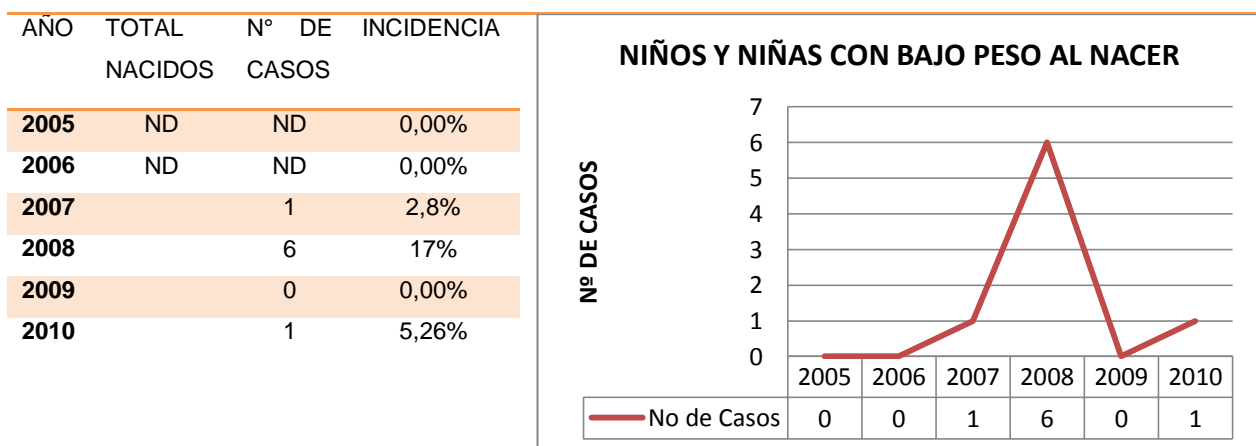 AÑO TOTAL N° DE INCIDENCIA
NACIDOS CASOS
2005 ND ND 0,00%
2006 ND ND 0,00%
2007 1 2,8%
2008 6 17%
2009 0 0,00%
2010 1 5,26%
NIÑOS Y NIÑAS CON BAJO PESO AL NACER
Nº DE CASOS
7
6
5
4
3
2
1
0
2005 2006 2007 2008 2009 2010
No de Casos 0 0 1 6 0 1